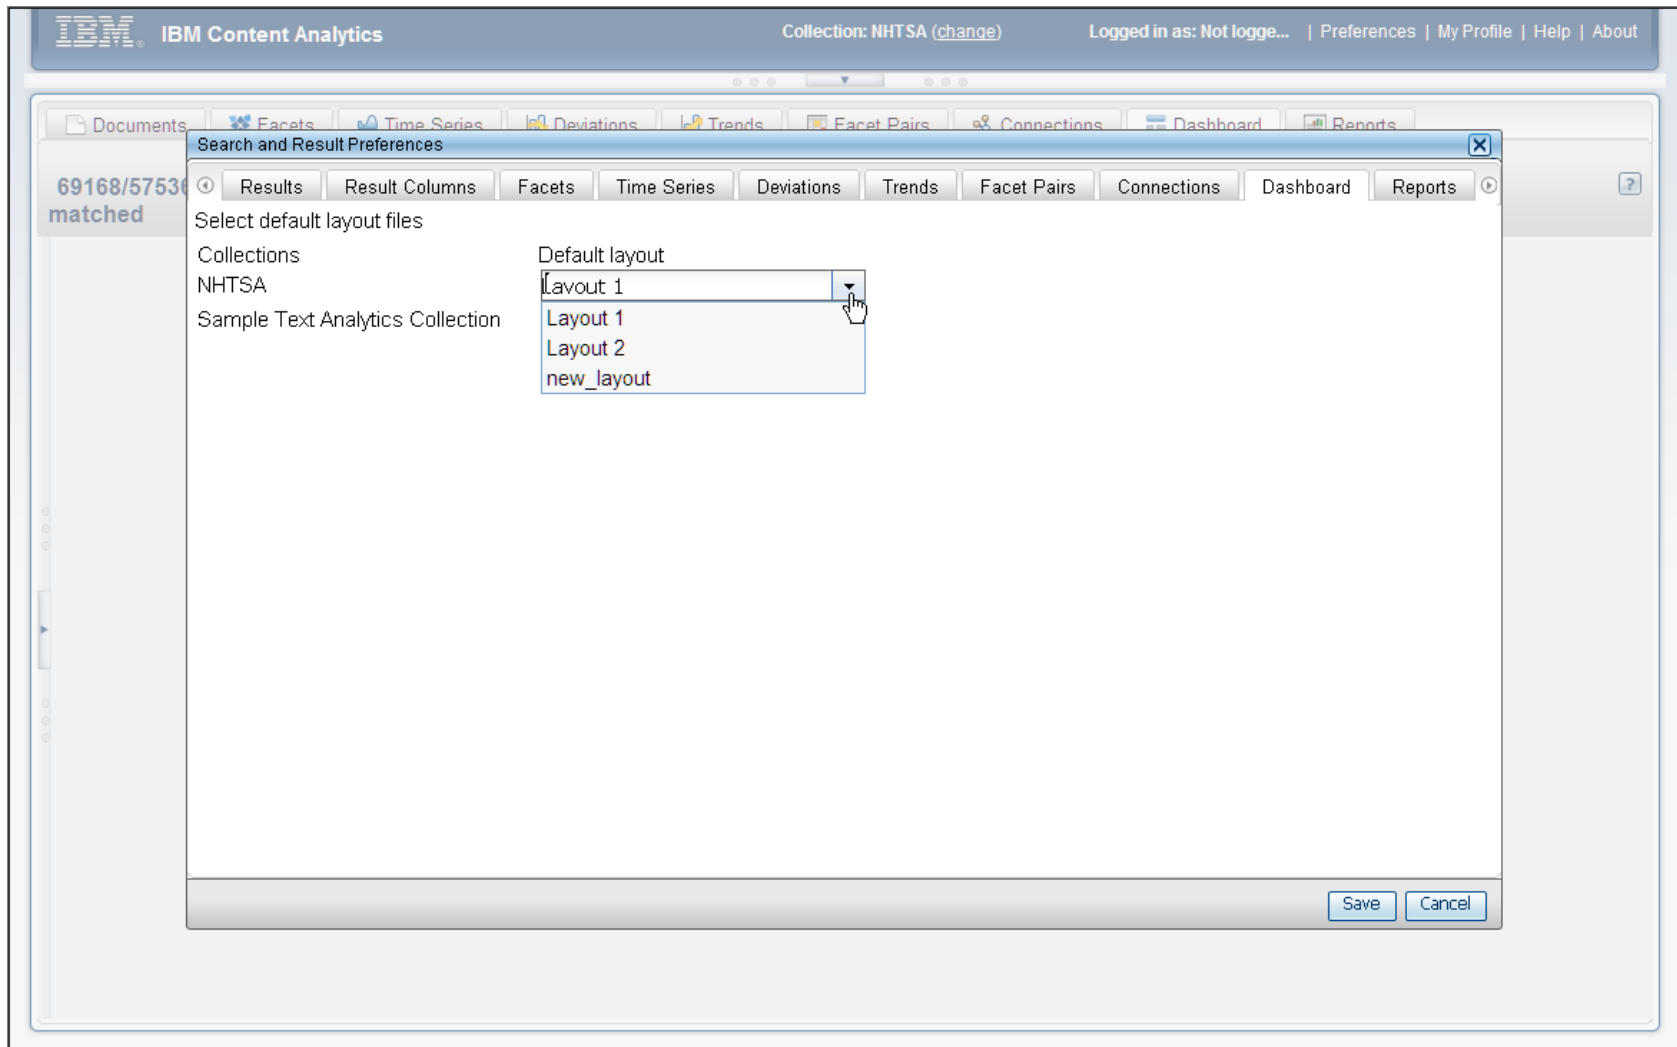 IBM IBM Content Analytics Collection: NHTSA (change) Logged in as: Not logge... | Preferences | My Profile | Help | About
Documents Facets Time Series Deviations Trends Facet Pairs Connections Dashboard Reports
Search and Result Preferences
69168/5753
matched
Results Result Columns Facets Time Series Deviations Trends Facet Pairs Connections Dashboard Reports
?
Select default layout files
Collections Default layout
NHTSA Layout 1
Sample Text Analytics Collection
Layout 1
Layout 2
new_layout
Save Cancel